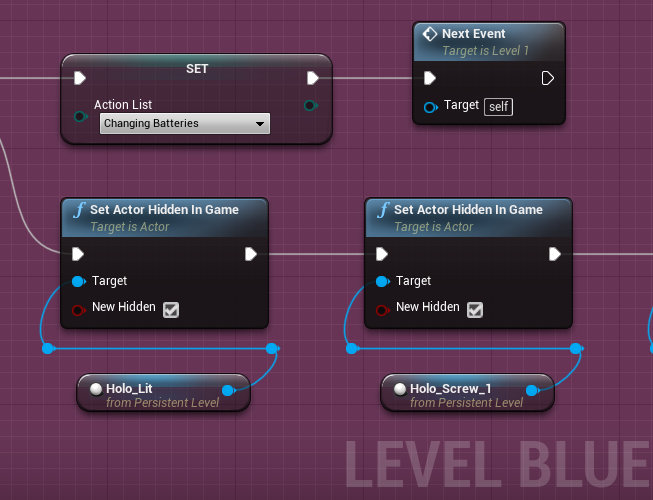 SET
Action List
Changing Batteries
Next Event
Target is Level 1
Target self
Set Actor Hidden In Game
Target is Actor
Target
New Hidden
Set Actor Hidden In Game
Target is Actor
Target
New Hidden
Holo_Lit
from Persistent Level
Holo_Screw_1
from Persistent Level
LEVEL BLUE